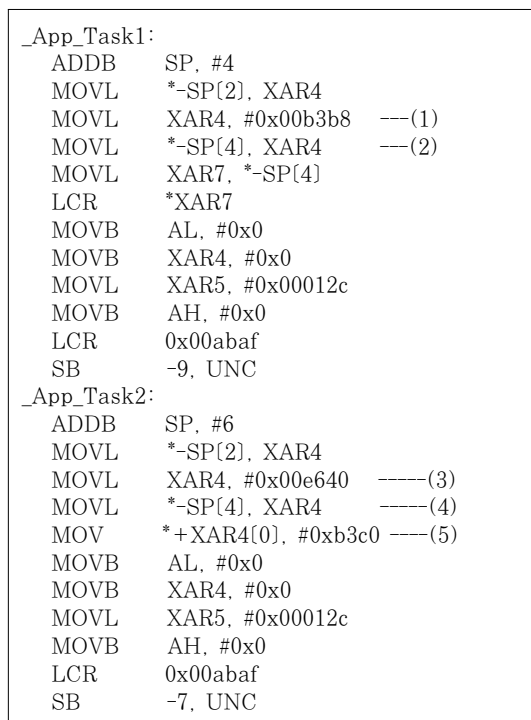 _App_Task1:
ADDB SP, #4
MOVL *-SP[2], XAR4
MOVL XAR4, #0x00b3b8 ---(1)
MOVL *-SP[4], XAR4 ---(2)
MOVL XAR7, *-SP[4]
LCR *XAR7
MOVB AL, #0x0
MOVB XAR4, #0x0
MOVL XAR5, #0x00012c
MOVB AH, #0x0
LCR 0x00abaf
SB -9, UNC
_App_Task2:
ADDB SP, #6
MOVL *-SP[2], XAR4
MOVL XAR4, #0x00e640 -----(3)
MOVL *-SP[4], XAR4 -----(4)
MOV *+XAR4[0], #0xb3c0 ----(5)
MOVB AL, #0x0
MOVB XAR4, #0x0
MOVL XAR5, #0x00012c
MOVB AH, #0x0
LCR 0x00abaf
SB -7, UNC